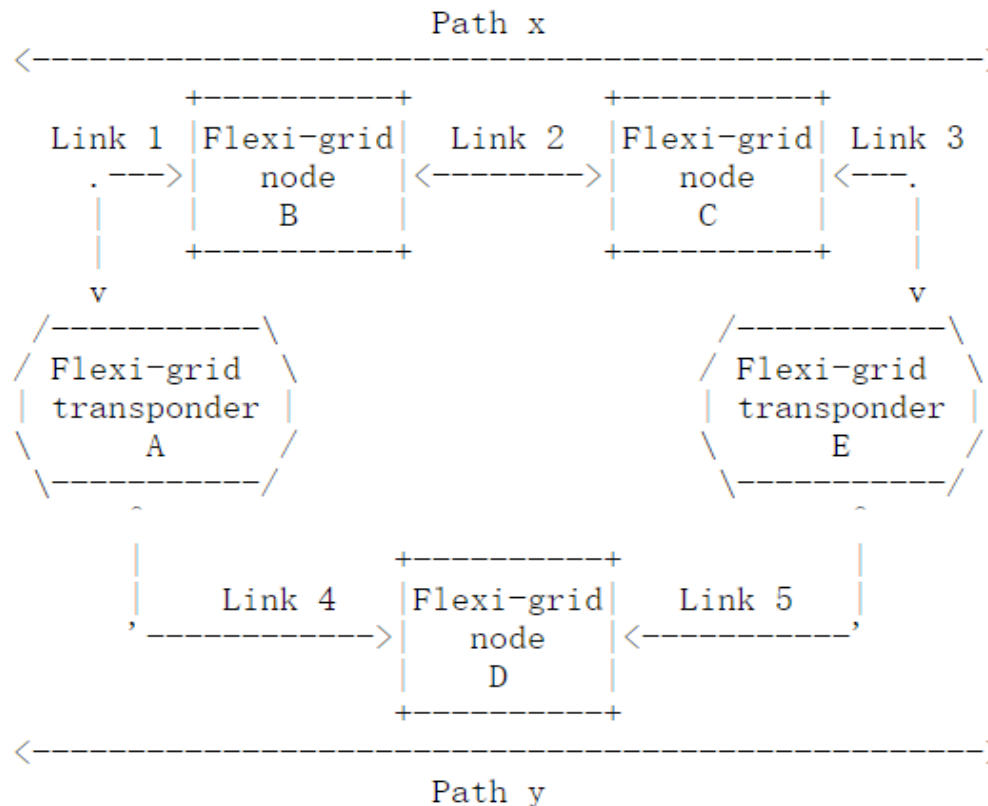 Path x
Link 1 Flexi-grid Link 2 Flexi-grid Link 3
node node
B C
v v
Flexi-grid Flexi-grid
transponder transponder
A E
Link 4 Flexi-grid Link 5
node
D
Path y